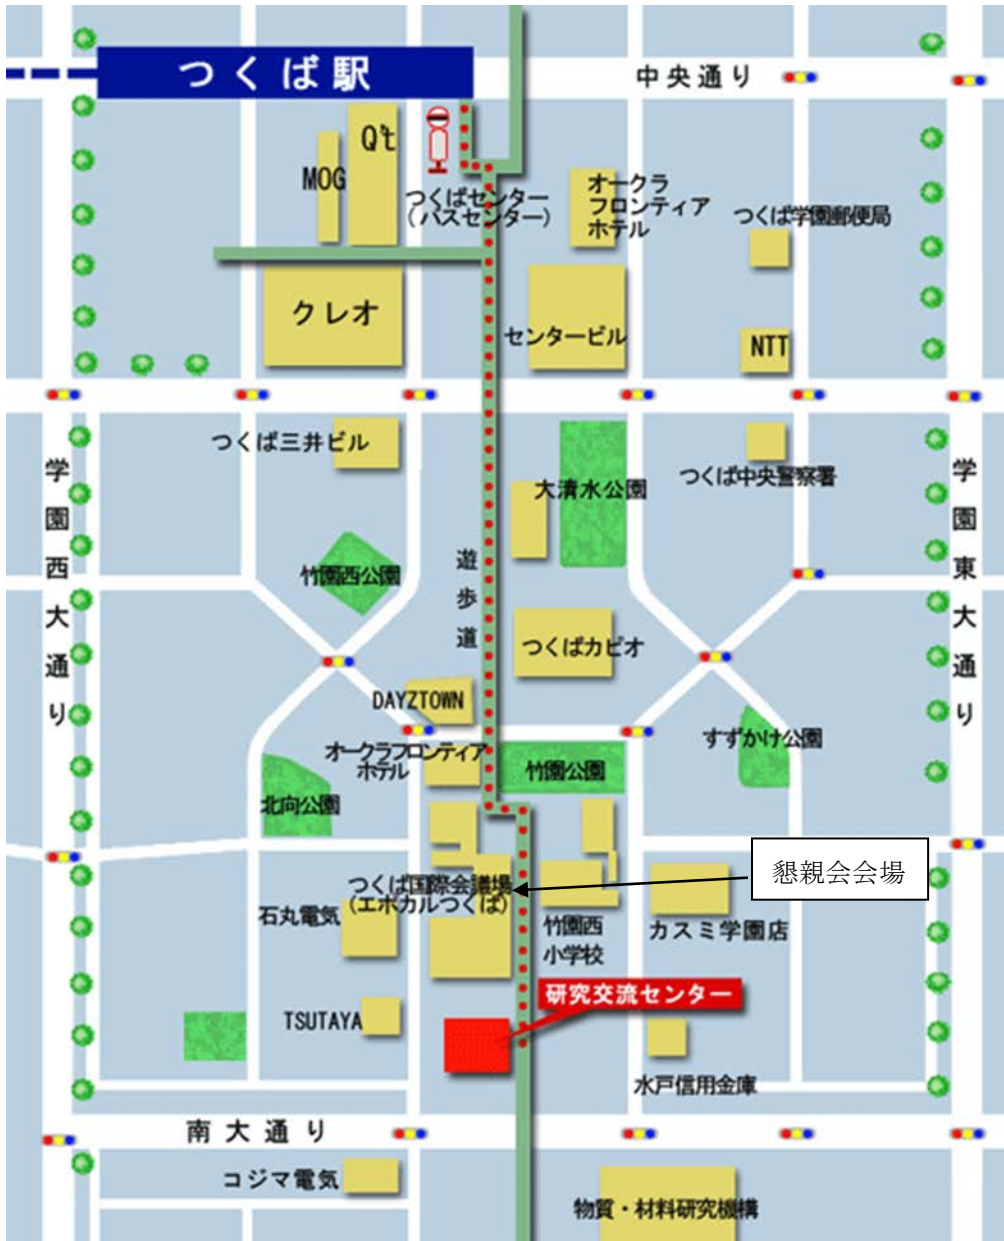 つくば駅
中央通り
Q't
MOG
つくばセンター
(バスセンター)
オークラ
フロンティア
ホテル
つくば学園郵便局
クレオ
センタービル
NTT
つくば三井ビル
大清水公園
つくば中央警察署
学園西大通り
学園東大通り
遊歩道
竹園西公園
つくばカピオ
DAYZTOWN
すずかけ公園
オークラフロンティア
ホテル
竹園公園
北向公園
懇親会会場
つくば国際会議場
(エポカルつくば)
石丸電気
竹園西
小学校
カスミ学園店
研究交流センター
TSUTAYA
水戸信用金庫
南大通り
コジマ電気
物質・材料研究機構